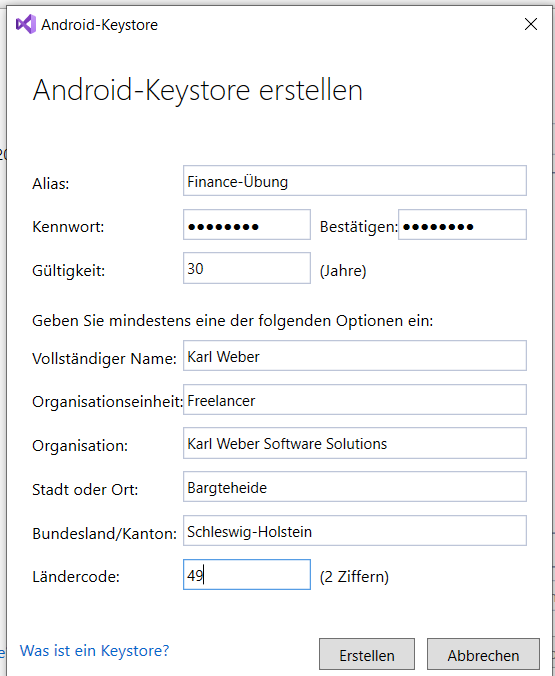 Android-Keystore
Android-Keystore erstellen
20
Alias: Finance-Übung
Kennwort: ●●●●●●●● Bestätigen: ●●●●●●●●
Gültigkeit: 30 (Jahre)
Geben Sie mindestens eine der folgenden Optionen ein:
Vollständiger Name: Karl Weber
Organisationseinheit: Freelancer
Organisation: Karl Weber Software Solutions
Stadt oder Ort: Bargteheide
Bundesland/Kanton: Schleswig-Holstein
Ländercode: 49 (2 Ziffern)
Was ist ein Keystore? Erstellen Abbrechen